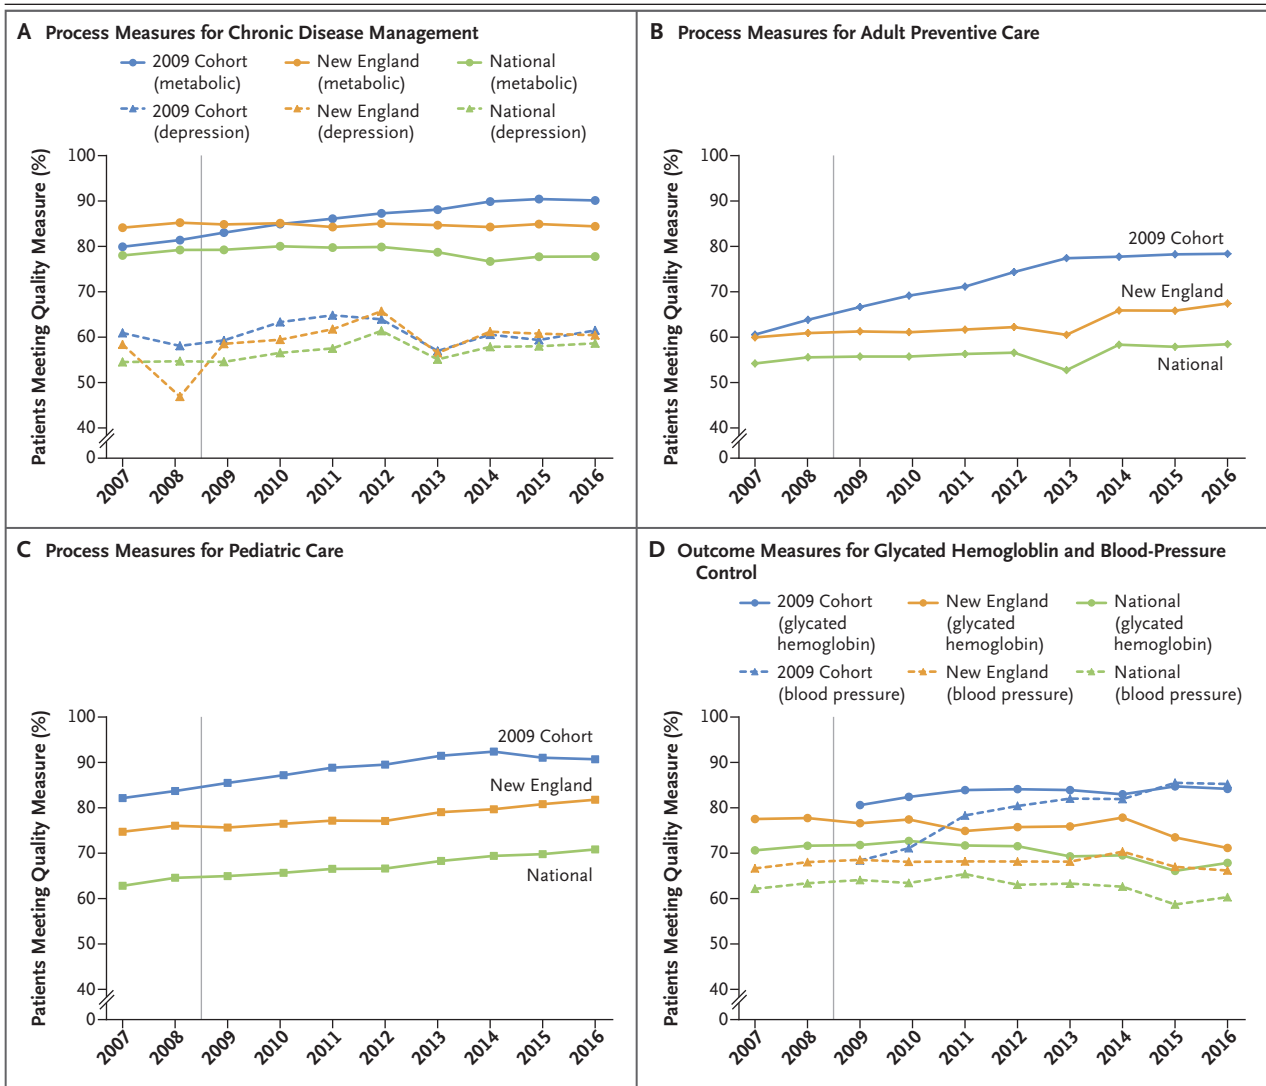 A Process Measures for Chronic Disease Management
2009 Cohort (metabolic)
New England (metabolic)
National (metabolic)
2009 Cohort (depression)
New England (depression)
National (depression)
Patients Meeting Quality Measure (%)
100
90
80
70
60
50
40
0
2007 2008 2009 2010 2011 2012 2013 2014 2015 2016
B Process Measures for Adult Preventive Care
Patients Meeting Quality Measure (%)
100
90
80
70
60
50
40
0
2009 Cohort
New England
National
2007 2008 2009 2010 2011 2012 2013 2014 2015 2016
C Process Measures for Pediatric Care
Patients Meeting Quality Measure (%)
100
90
80
70
60
50
40
0
2009 Cohort
New England
National
2007 2008 2009 2010 2011 2012 2013 2014 2015 2016
D Outcome Measures for Glycated Hemogloblin and Blood-Pressure
Control
2009 Cohort
(glycated
hemoglobin)
New England
(glycated
hemoglobin)
National
(glycated
hemoglobin)
2009 Cohort
(blood pressure)
New England
(blood pressure)
National
(blood pressure)
Patients Meeting Quality Measure (%)
100
90
80
70
60
50
40
0
2007 2008 2009 2010 2011 2012 2013 2014 2015 2016